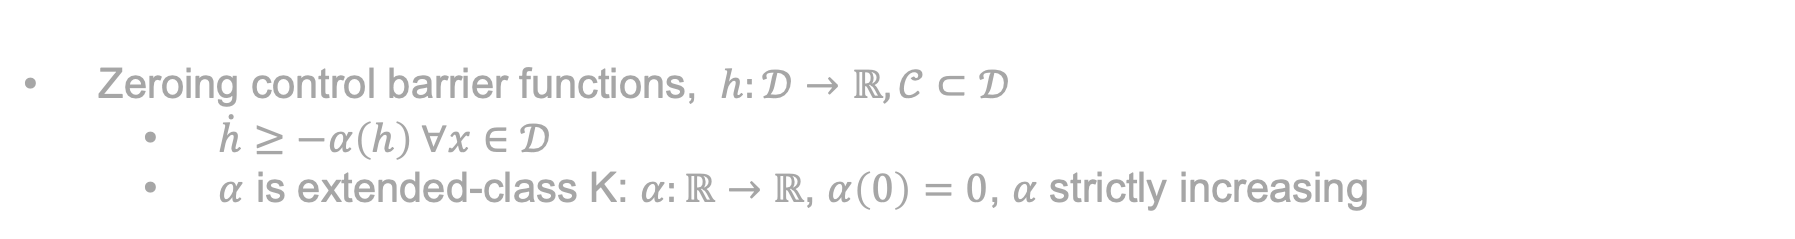 • Zeroing control barrier functions, ℎ: 𝒟 → ℝ, 𝒞 ⊂ 𝒟
• ℎ̇ ≥ −𝛼(ℎ) ∀𝑥 ∈ 𝒟
• 𝛼 is extended-class K: 𝛼: ℝ → ℝ, 𝛼(0) = 0, 𝛼 strictly increasing